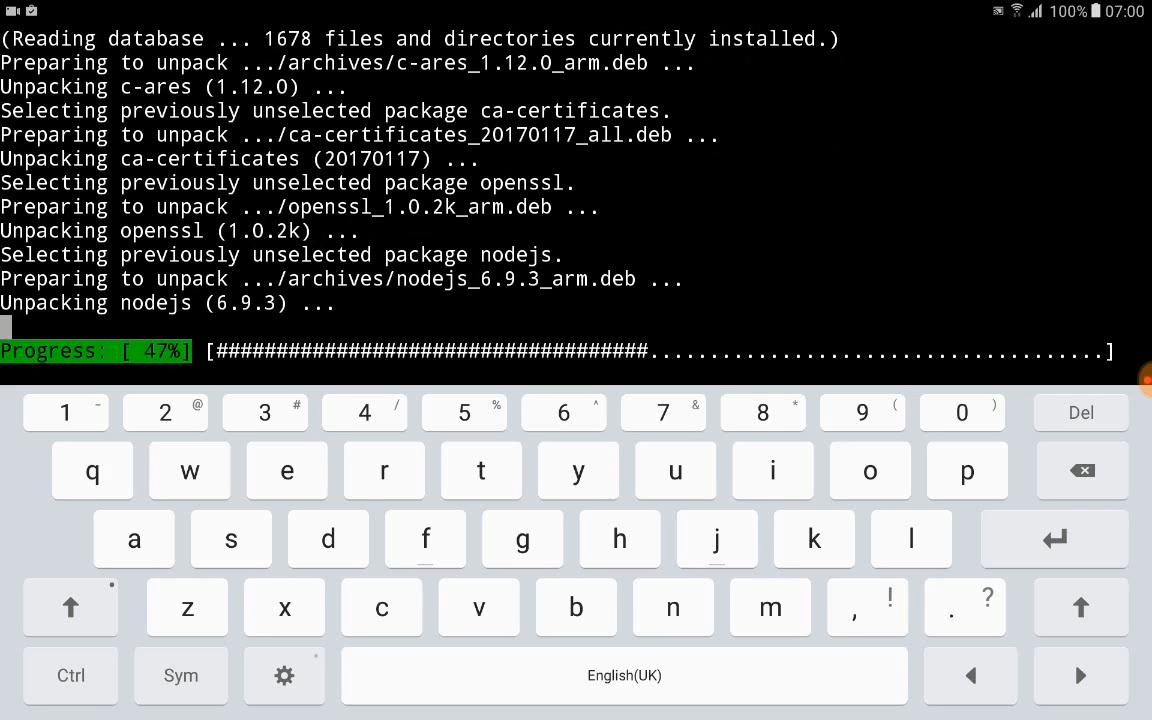 100% 07:00
(Reading database ... 1678 files and directories currently installed.)
Preparing to unpack .../archives/c-ares_1.12.0_arm.deb ...
Unpacking c-ares (1.12.0) ...
Selecting previously unselected package ca-certificates.
Preparing to unpack .../ca-certificates_20170117_all.deb ...
Unpacking ca-certificates (20170117) ...
Selecting previously unselected package openssl.
Preparing to unpack .../openssl_1.0.2k_arm.deb ...
Unpacking openssl (1.0.2k) ...
Selecting previously unselected package nodejs.
Preparing to unpack .../archives/nodejs_6.9.3_arm.deb ...
Unpacking nodejs (6.9.3) ...
Progress: [ 47%] [####################################......................................]
1 - 2 @ 3 # 4 / 5 % 6 ^ 7 & 8 * 9 ( 0 ) Del
q w e r t y u i o p
a s d f g h j k l
z x c v b n m , ! . ?
Ctrl Sym English(UK)